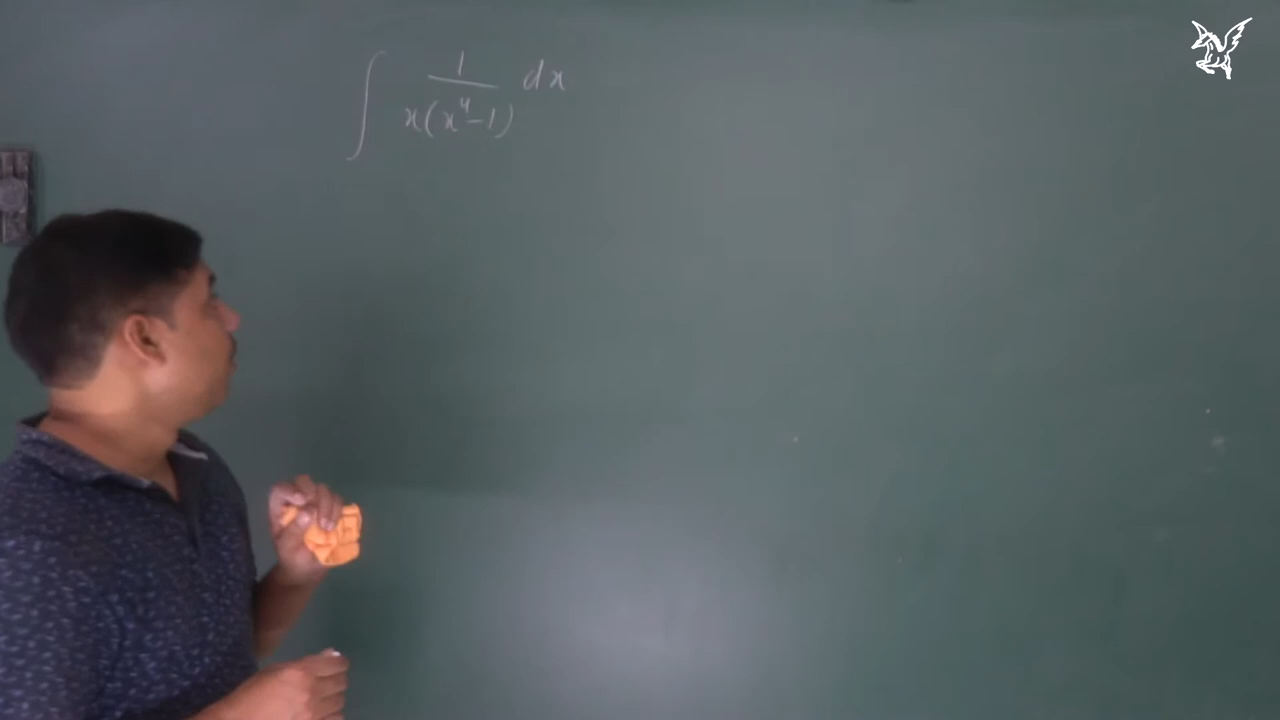 ∫ 1/(x(x⁴-1)) dx